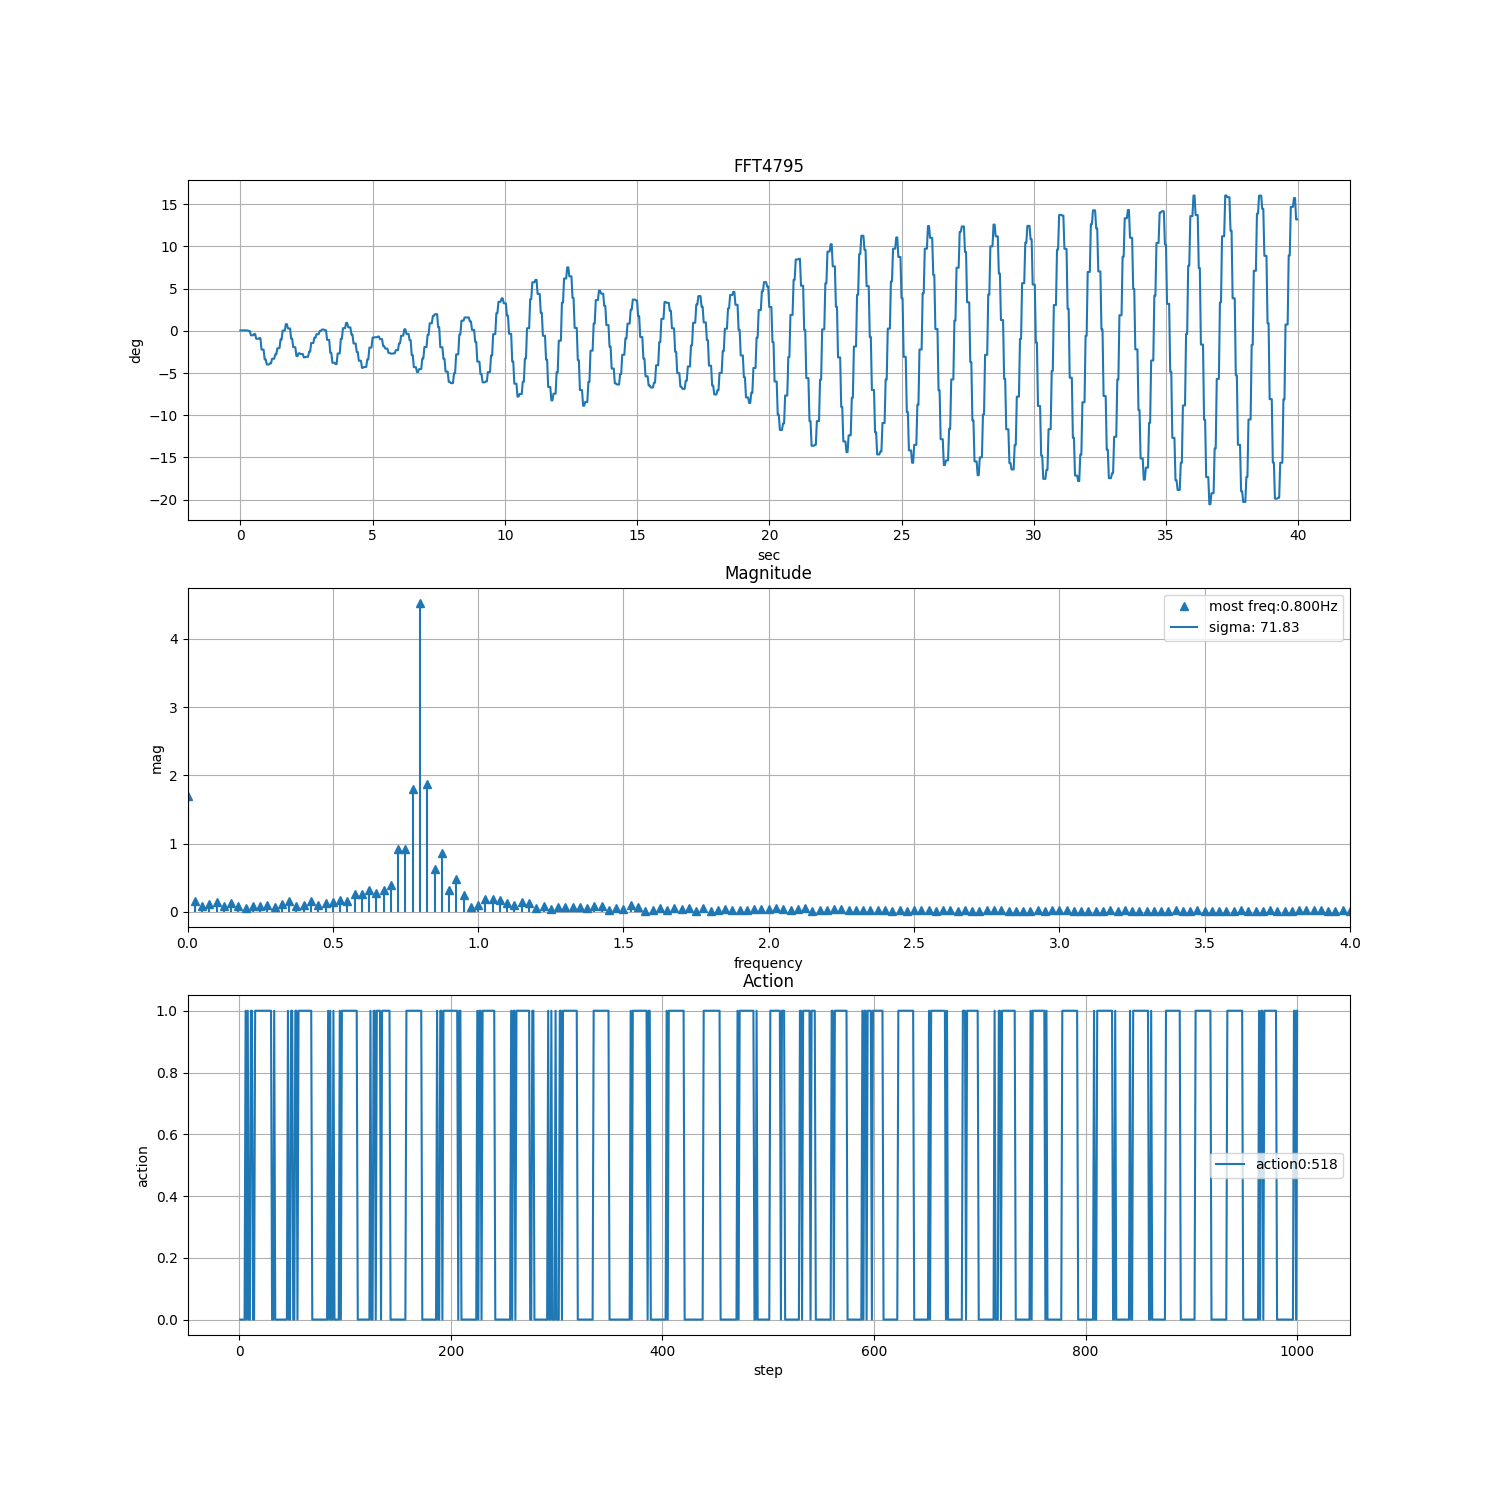 FFT4795
15
10
5
0
−5
−10
−15
−20
deg
0 5 10 15 20 25 30 35 40
sec
Magnitude
most freq:0.800Hz
sigma: 71.83
4
3
2
1
0
mag
0.0 0.5 1.0 1.5 2.0 2.5 3.0 3.5 4.0
frequency
Action
1.0
0.8
0.6
0.4
0.2
0.0
action
action0:518
0 200 400 600 800 1000
step